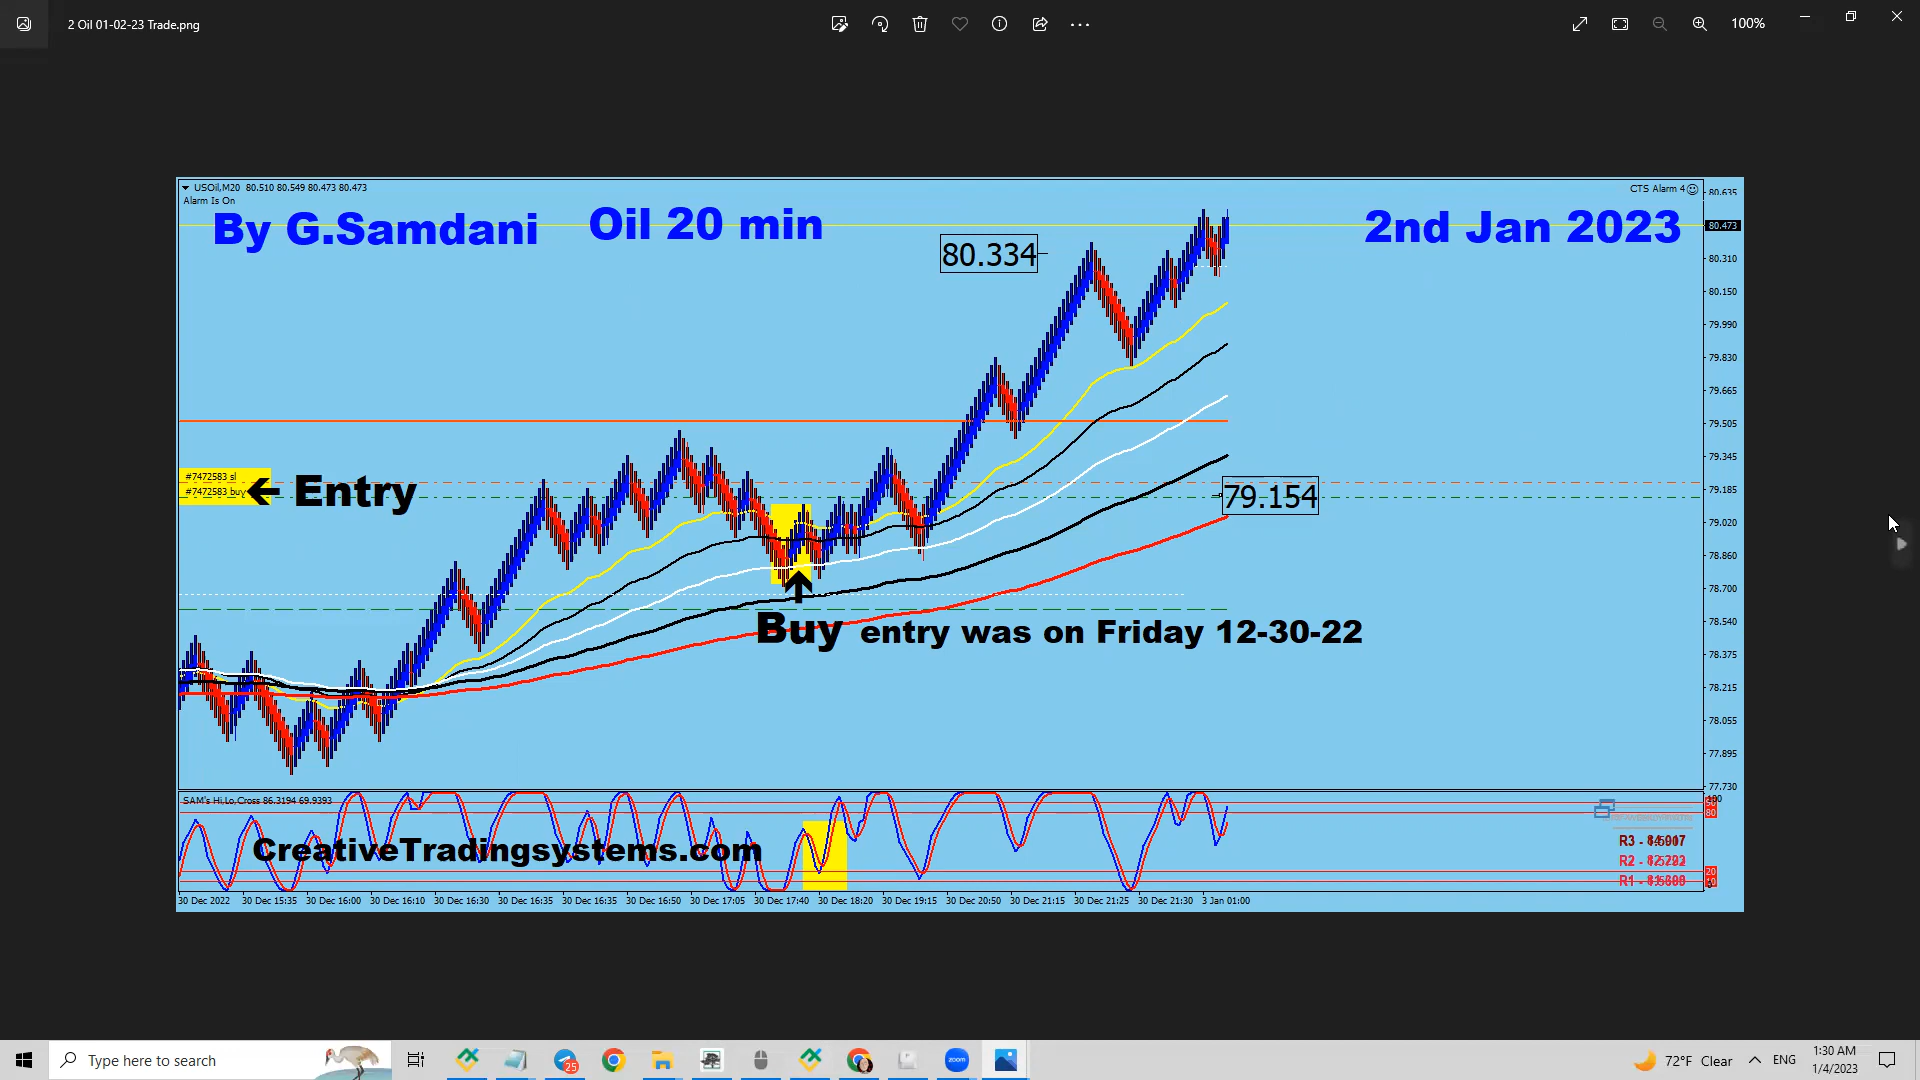 2 Oil 01-02-23 Trade.png
100%
USOil,M20 80.510 80.549 80.473 80.473
CTS Alarm 4
Alarm Is On
By G.Samdani
Oil 20 min
2nd Jan 2023
80.334
80.635
80.473
80.310
80.150
79.990
79.830
79.665
79.505
79.345
79.185
79.020
78.860
78.700
78.540
78.375
78.215
78.055
77.895
77.730
#7472583 sl
#7472583 buy
Entry
79.154
Buy entry was on Friday 12-30-22
SAM's Hi,Lo,Cross 86.3194 69.9393
CreativeTradingsystems.com
80
20
R3 -
R2 -
R1 -
30 Dec 2022
30 Dec 15:35
30 Dec 16:00
30 Dec 16:10
30 Dec 16:30
30 Dec 16:35
30 Dec 16:35
30 Dec 16:50
30 Dec 17:05
30 Dec 17:40
30 Dec 18:20
30 Dec 19:15
30 Dec 20:50
30 Dec 21:15
30 Dec 21:25
30 Dec 21:30
3 Jan 01:00
Type here to search
25
zoom
72°F Clear
ENG
1:30 AM
1/4/2023